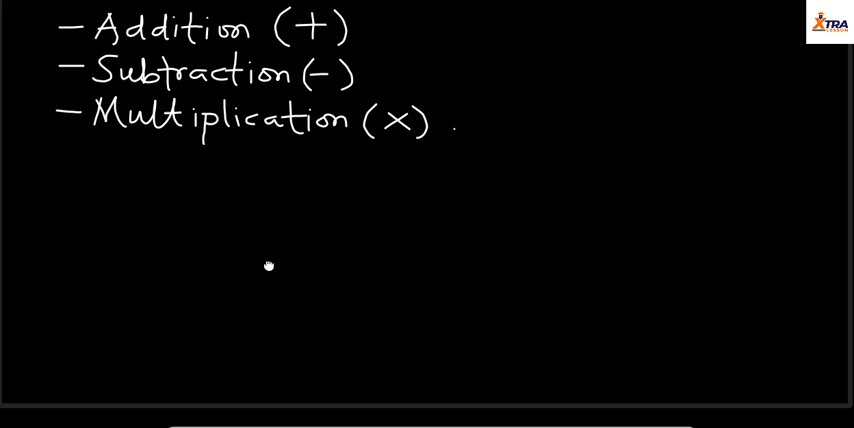 - Addition (+)
- Subtraction (-)
- Multiplication (x) .
XTRA
LESSON